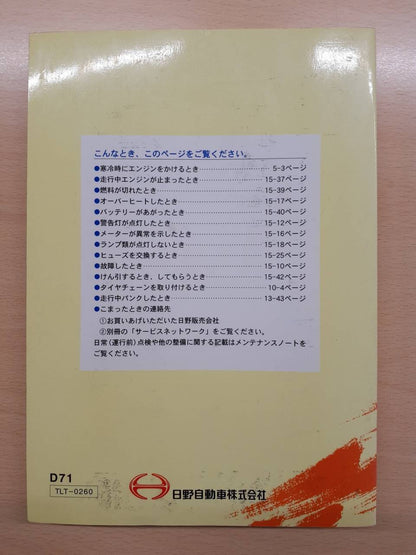 こんなとき、このページをご覧ください。
●寒冷時にエンジンをかけるとき 5-3ページ
●走行中エンジンが止まったとき 15-37ページ
●燃料が切れたとき 15-39ページ
●オーバーヒートしたとき 15-17ページ
●バッテリーがあがったとき 15-40ページ
●警告灯が点灯したとき 15-12ページ
●メーターが異常を示したとき 15-16ページ
●ランプ類が点灯しないとき 15-18ページ
●ヒューズを交換するとき 15-25ページ
●故障したとき 15-10ページ
●けん引するとき、してもらうとき 15-42ページ
●タイヤチェーンを取り付けるとき 10-4ページ
●走行中パンクしたとき 13-43ページ
●こまったときの連絡先
①お買いあげいただいた日野販売会社
②別冊の「サービスネットワーク」をご覧ください。
日常(運行前)点検や他の整備に関する記載はメンテナンスノートを
ご覧ください。
D71
TLT-0260
日野自動車株式会社